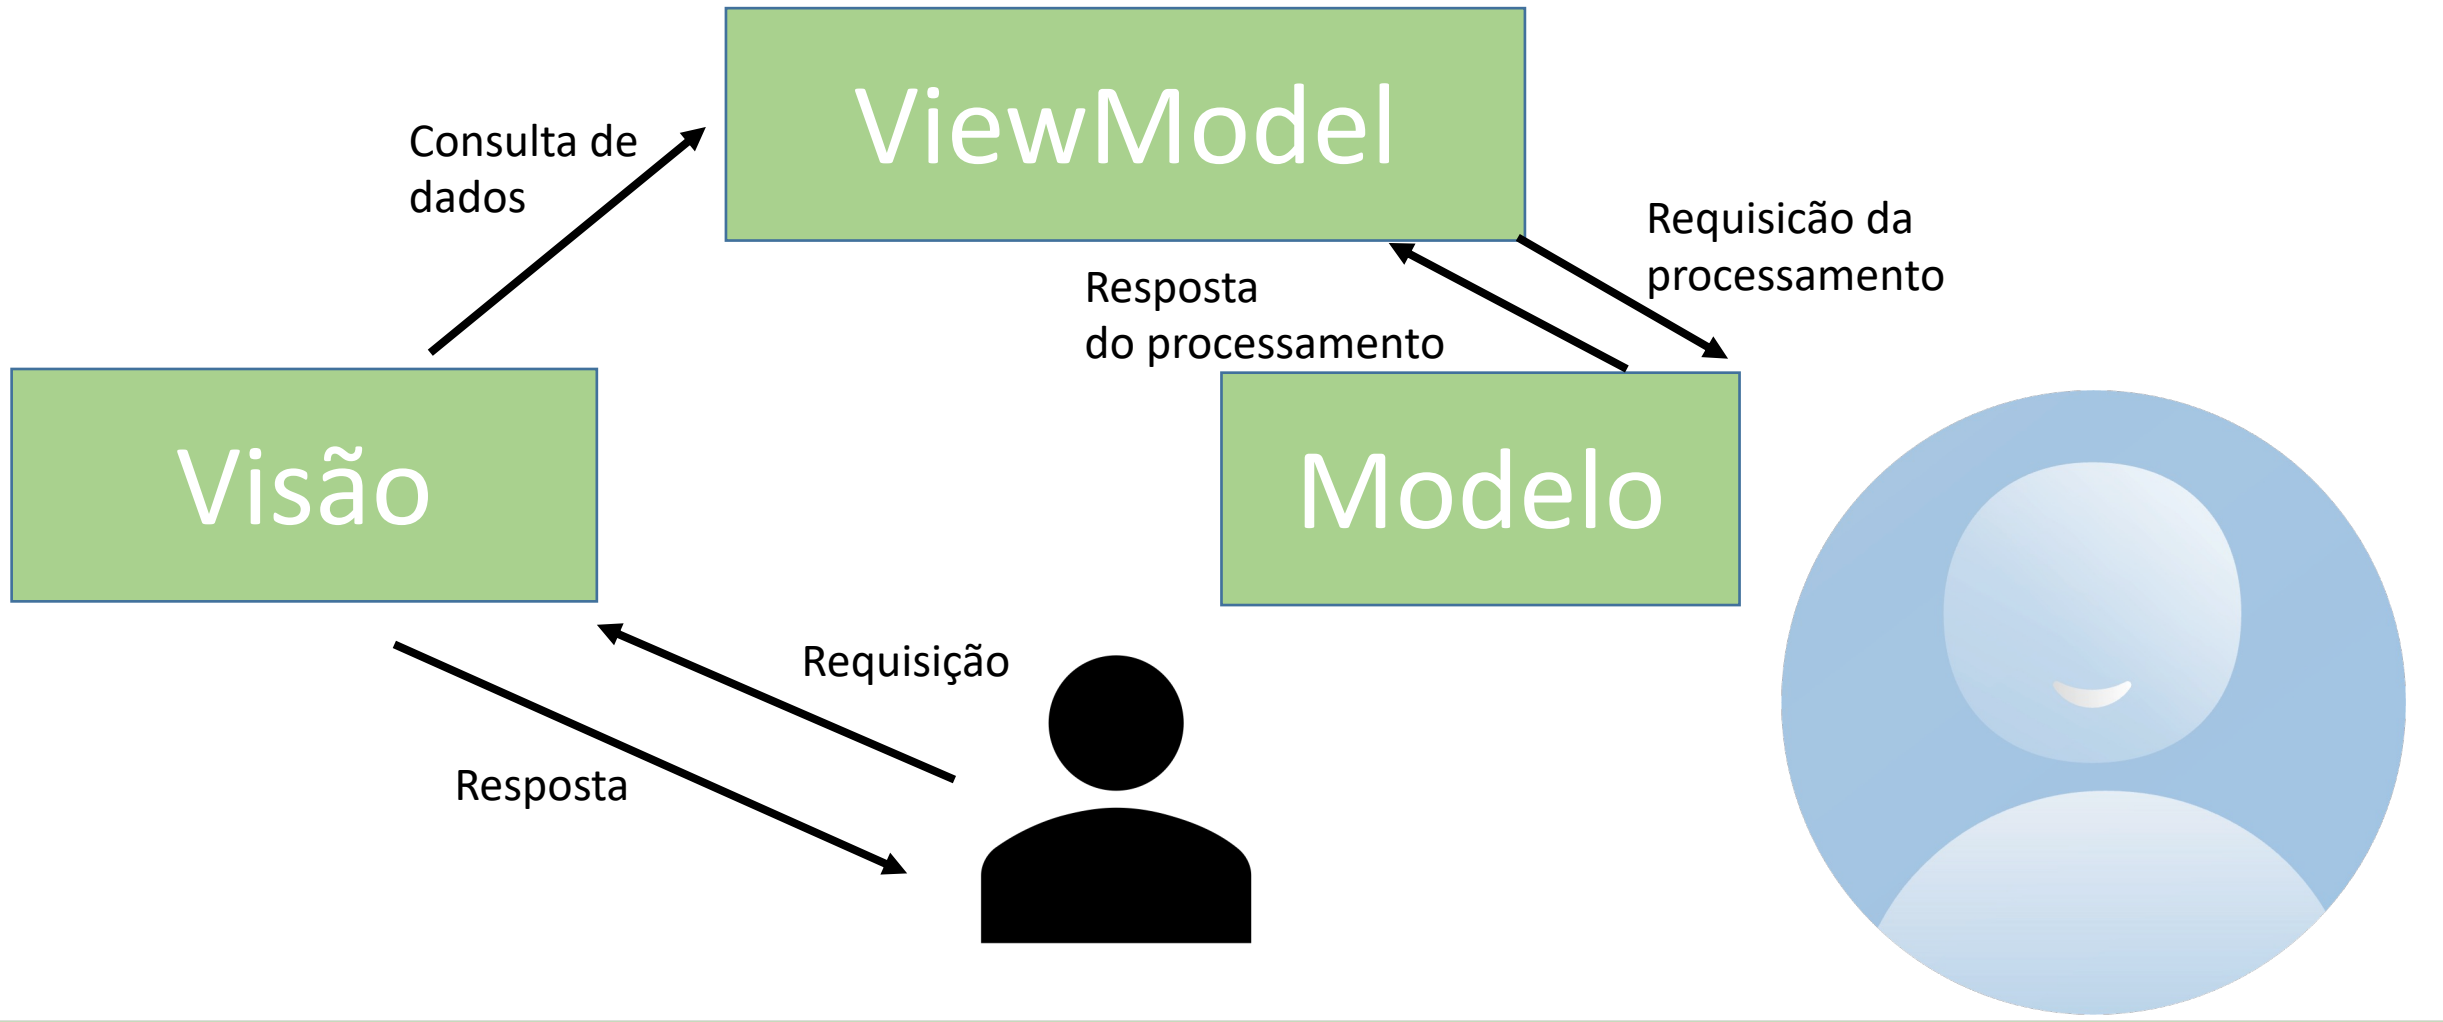 ViewModel
Consulta de
dados
Requisicão da
processamento
Resposta
do processamento
Visão
Modelo
Requisição
Resposta